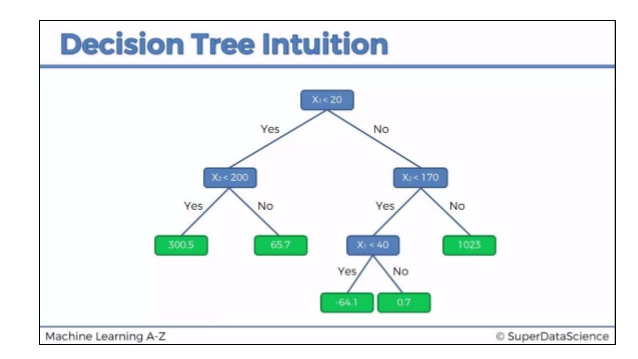 Decision Tree Intuition
X₁< 20
Yes No
X₂< 200 X₂< 170
Yes No Yes No
300.5 65.7 X₁ < 40 1023
Yes No
-64.1 0.7
Machine Learning A-Z © SuperDataScience